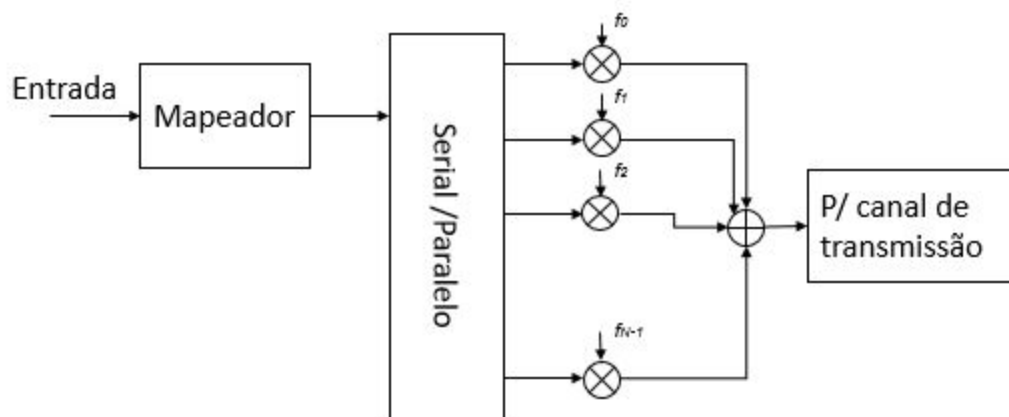 Entrada
Mapeador
Serial /Paralelo
f0
f1
f2
fN-1
P/ canal de
transmissão